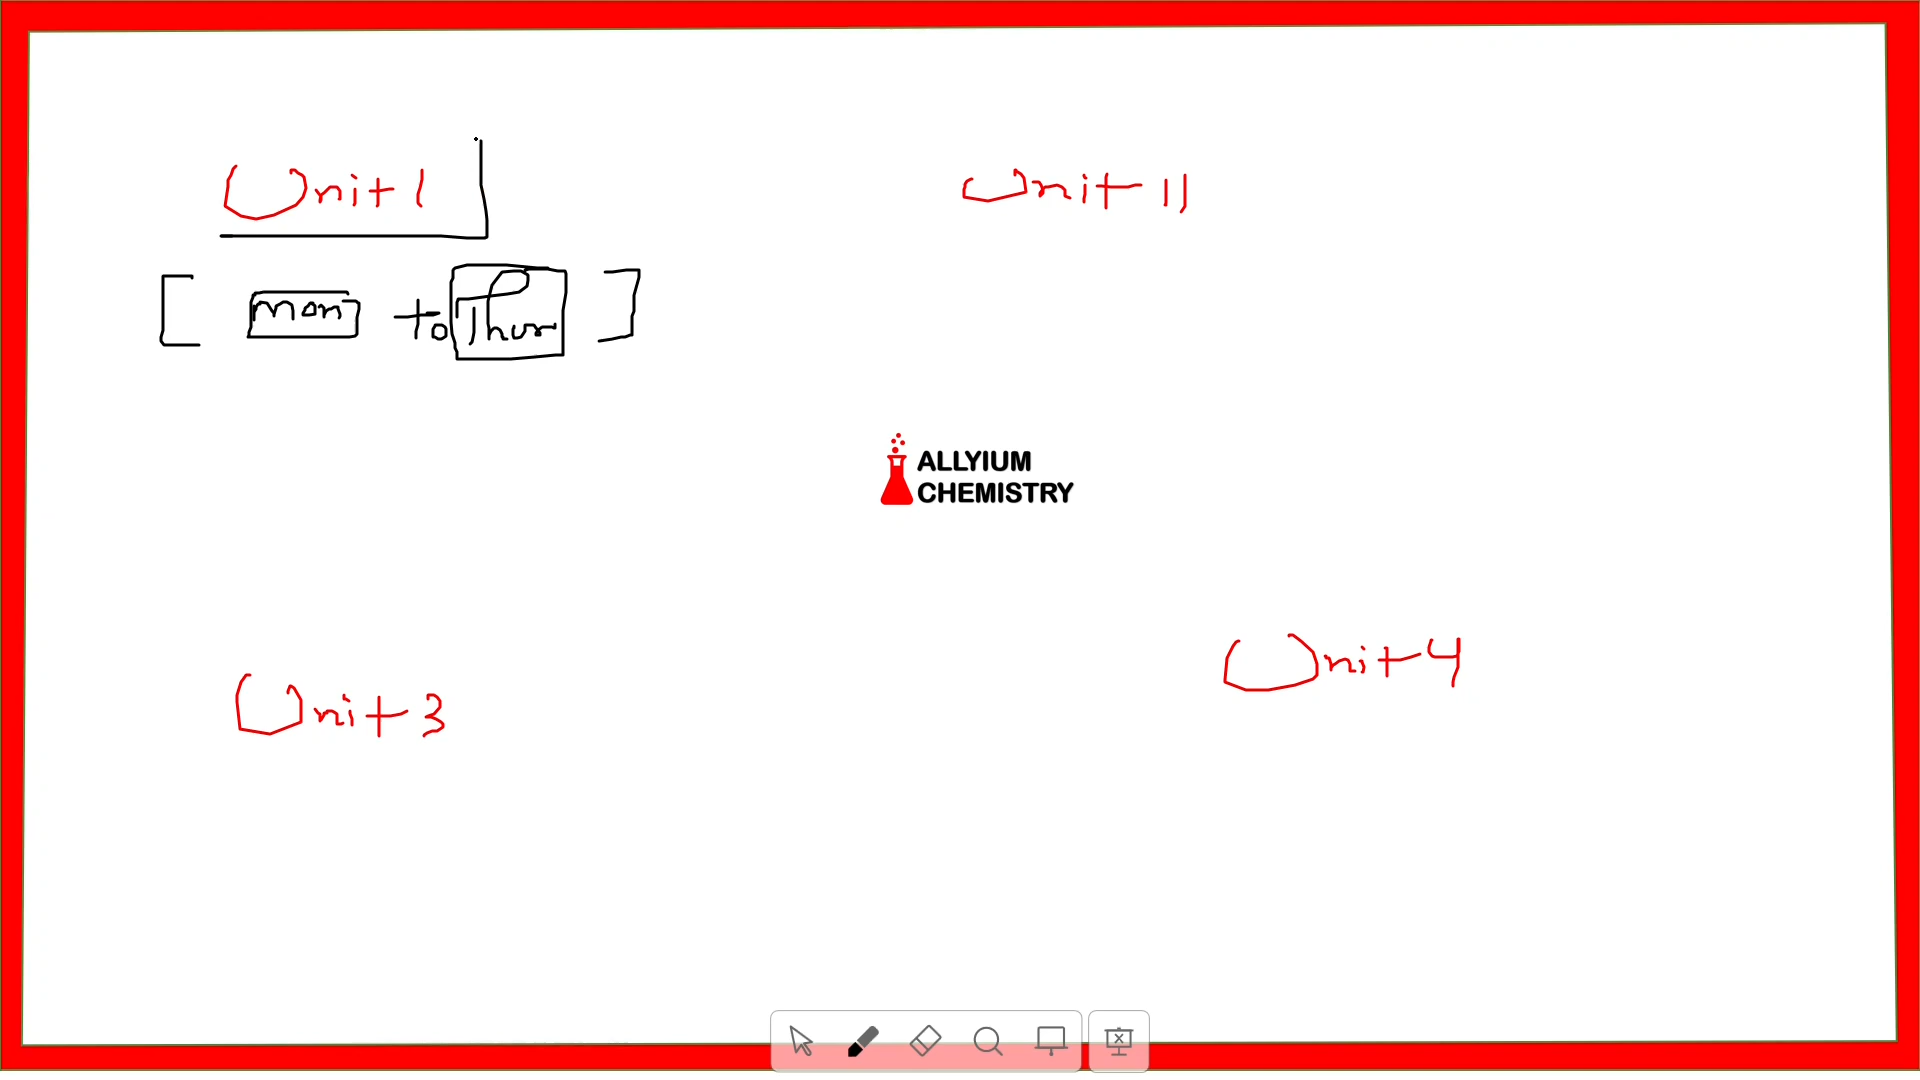 Unit 1
Unit 11
[ mon to Thur ]
ALLYIUM
CHEMISTRY
Unit 4
Unit 3